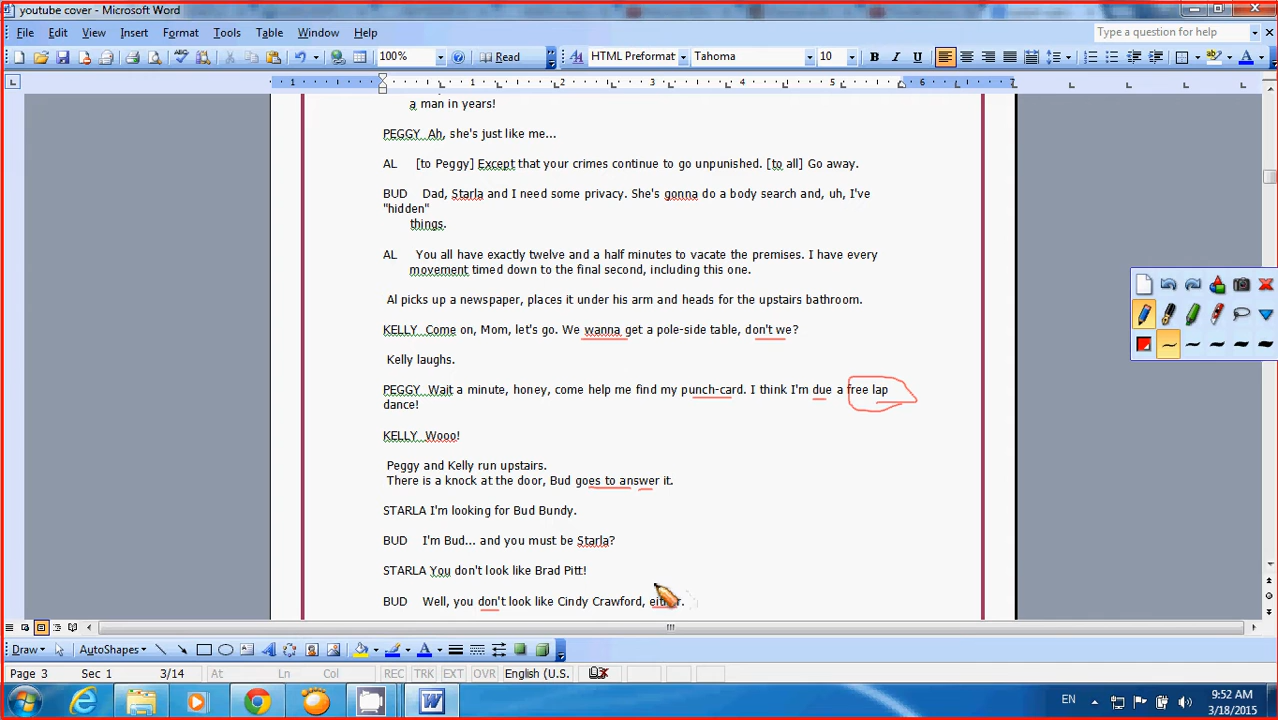 youtube cover - Microsoft Word
File Edit View Insert Format Tools Table Window Help
Type a question for help
100% Read HTML Preformat Tahoma 10 B I U
1 1 2 3 4 5 6 7
a man in years!
PEGGY Ah, she's just like me...
AL [to Peggy] Except that your crimes continue to go unpunished. [to all] Go away.
BUD Dad, Starla and I need some privacy. She's gonna do a body search and, uh, I've
"hidden"
things.
AL You all have exactly twelve and a half minutes to vacate the premises. I have every
movement timed down to the final second, including this one.
Al picks up a newspaper, places it under his arm and heads for the upstairs bathroom.
KELLY Come on, Mom, let's go. We wanna get a pole-side table, don't we?
Kelly laughs.
PEGGY Wait a minute, honey, come help me find my punch-card. I think I'm due a free lap
dance!
KELLY Wooo!
Peggy and Kelly run upstairs.
There is a knock at the door, Bud goes to answer it.
STARLA I'm looking for Bud Bundy.
BUD I'm Bud... and you must be Starla?
STARLA You don't look like Brad Pitt!
BUD Well, you don't look like Cindy Crawford, either.
Draw AutoShapes
Page 3 Sec 1 3/14 At Ln Col REC TRK EXT OVR English (U.S.
EN
9:52 AM
3/18/2015